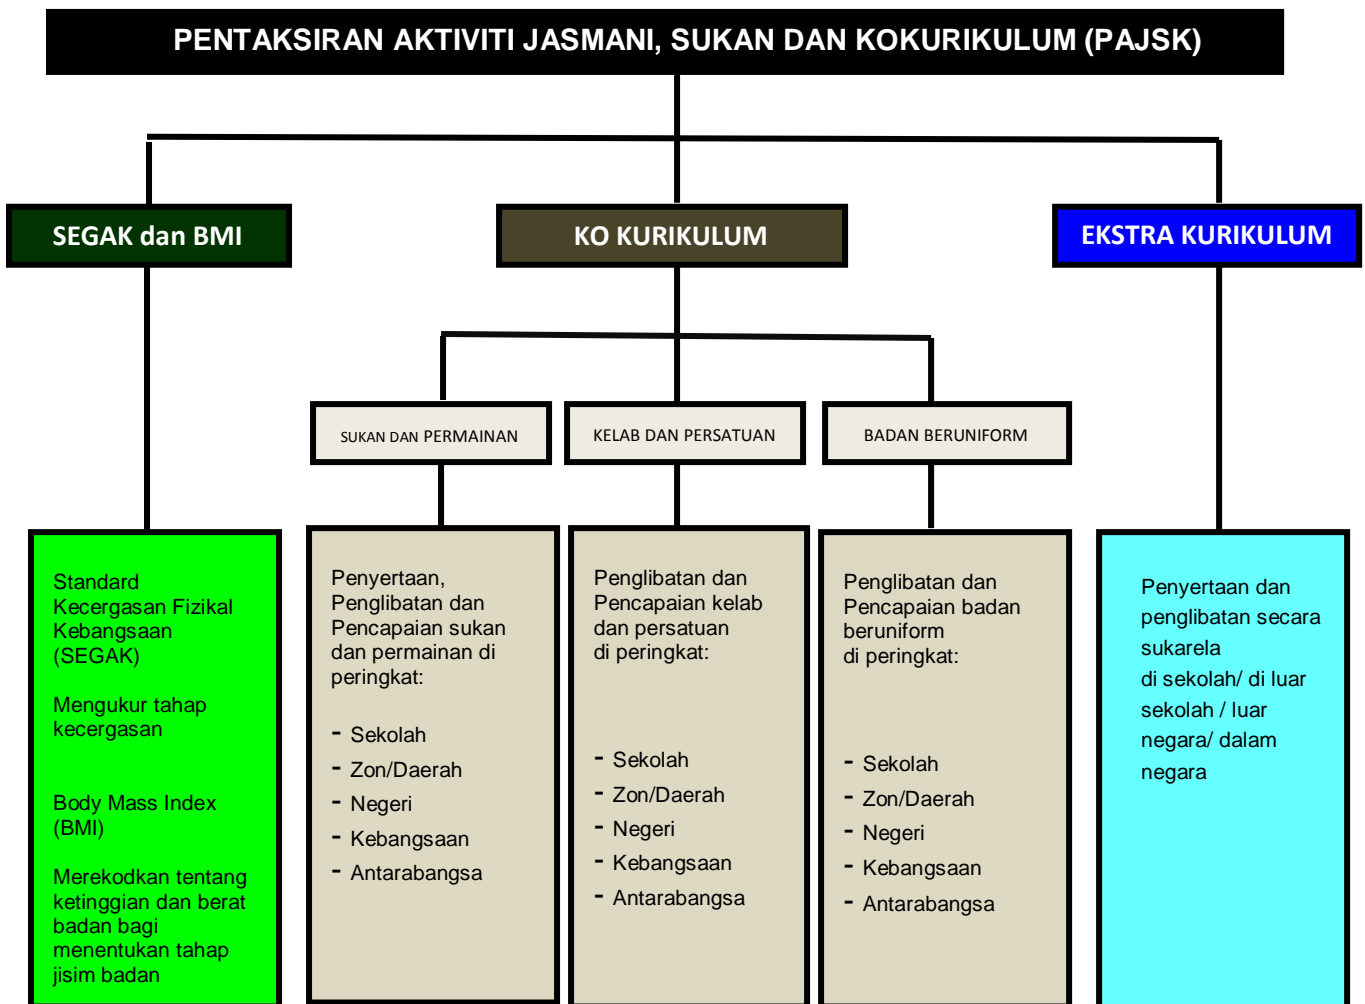 PENTAKSIRAN AKTIVITI JASMANI, SUKAN DAN KOKURIKULUM (PAJSK)
SEGAK dan BMI
KO KURIKULUM
EKSTRA KURIKULUM
SUKAN DAN PERMAINAN
KELAB DAN PERSATUAN
BADAN BERUNIFORM
Standard
Kecergasan Fizikal
Kebangsaan
(SEGAK)
Mengukur tahap
kecergasan
Body Mass Index
(BMI)
Merekodkan tentang
ketinggian dan berat
badan bagi
menentukan tahap
jisim badan
Penyertaan,
Penglibatan dan
Pencapaian sukan
dan permainan di
peringkat:
- Sekolah
- Zon/Daerah
- Negeri
- Kebangsaan
- Antarabangsa
Penglibatan dan
Pencapaian kelab
dan persatuan
di peringkat:
- Sekolah
- Zon/Daerah
- Negeri
- Kebangsaan
- Antarabangsa
Penglibatan dan
Pencapaian badan
beruniform
di peringkat:
- Sekolah
- Zon/Daerah
- Negeri
- Kebangsaan
- Antarabangsa
Penyertaan dan
penglibatan secara
sukarela
di sekolah/ di luar
sekolah / luar
negara/ dalam
negara